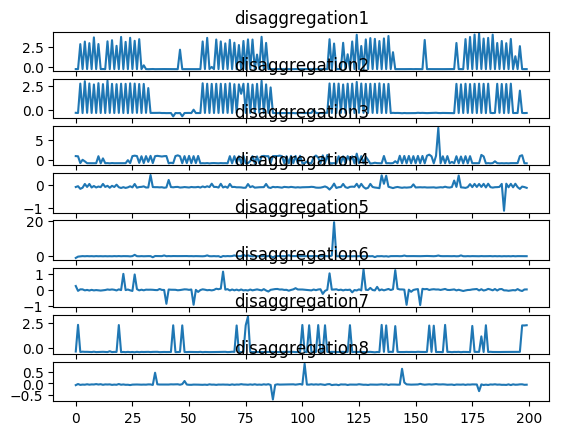 disaggregation1
2.5
0.0
disaggregation2
2.5
0.0
disaggregation3
5
0
disaggregation4
0
−1
disaggregation5
20
0
disaggregation6
1
0
−1
disaggregation7
2.5
0.0
disaggregation8
0.5
0.0
−0.5
0 25 50 75 100 125 150 175 200